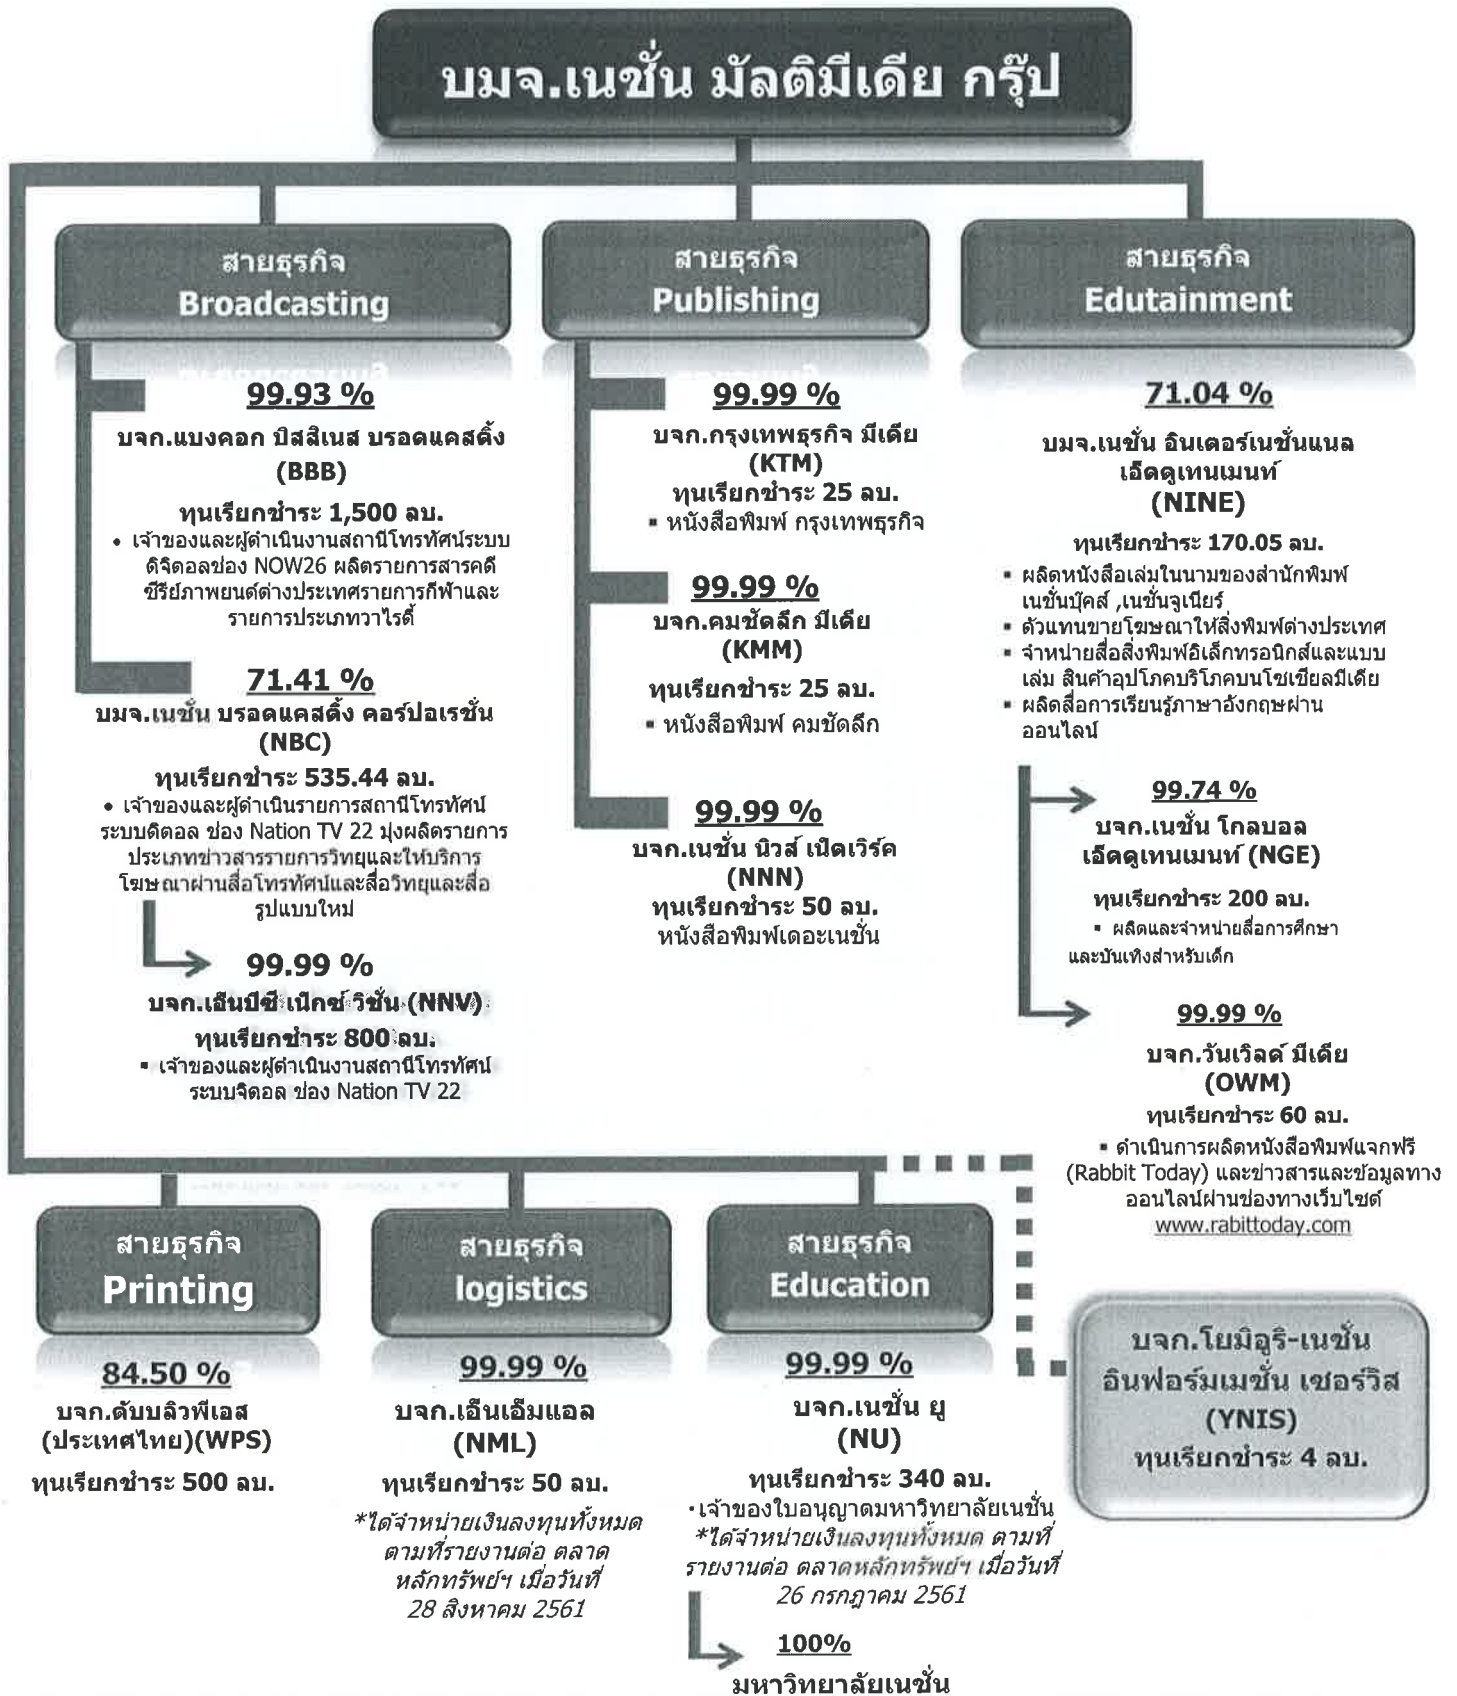 บมจ.เนชั่น มัลติมีเดีย กรุ๊ป
สายธุรกิจ
Broadcasting
99.93 %
บจก.แบงคอก บิสสิเนส บรอดแคสติ้ง
(BBB)
ทุนเรียกชำระ 1,500 ลบ.
• เจ้าของและผู้ดำเนินงานสถานีโทรทัศน์ระบบ
ดิจิตอลช่อง NOW26 ผลิตรายการสารคดี
ซีรีย์ภาพยนต์ต่างประเทศรายการกีฬาและ
รายการประเภทวาไรตี้
71.41 %
บมจ.เนชั่น บรอดแคสติ้ง คอร์ปอเรชั่น
(NBC)
ทุนเรียกชำระ 535.44 ลบ.
• เจ้าของและผู้ดำเนินรายการสถานีโทรทัศน์
ระบบดิตอล ช่อง Nation TV 22 มุ่งผลิตรายการ
ประเภทข่าวสารรายการวิทยุและให้บริการ
โฆษณาผ่านสื่อโทรทัศน์และสื่อวิทยุและสื่อ
รูปแบบใหม่
99.99 %
บจก.เอ็นบีซี เน็กซ์ วิชั่น (NNV)
ทุนเรียกชำระ 800 ลบ.
▪ เจ้าของและผู้ดำเนินงานสถานีโทรทัศน์
ระบบจิตอล ช่อง Nation TV 22
สายธุรกิจ
Publishing
99.99 %
บจก.กรุงเทพธุรกิจ มีเดีย
(KTM)
ทุนเรียกชำระ 25 ลบ.
▪ หนังสือพิมพ์ กรุงเทพธุรกิจ
99.99 %
บจก.คมชัดลึก มีเดีย
(KMM)
ทุนเรียกชำระ 25 ลบ.
▪ หนังสือพิมพ์ คมชัดลึก
99.99 %
บจก.เนชั่น นิวส์ เน็ตเวิร์ค
(NNN)
ทุนเรียกชำระ 50 ลบ.
หนังสือพิมพ์เดอะเนชั่น
สายธุรกิจ
Edutainment
71.04 %
บมจ.เนชั่น อินเตอร์เนชั่นแนล
เอ็ดดูเทนเมนท์
(NINE)
ทุนเรียกชำระ 170.05 ลบ.
▪ ผลิตหนังสือเล่มในนามของสำนักพิมพ์
เนชั่นบุ๊คส์ ,เนชั่นจูเนียร์
▪ ตัวแทนขายโฆษณาให้สิ่งพิมพ์ต่างประเทศ
▪ จำหน่ายสื่อสิ่งพิมพ์อิเล็กทรอนิกส์และแบบ
เล่ม สินค้าอุปโภคบริโภคบนโซเชียลมีเดีย
▪ ผลิตสื่อการเรียนรู้ภาษาอังกฤษผ่าน
ออนไลน์
99.74 %
บจก.เนชั่น โกลบอล
เอ็ดดูเทนเมนท์ (NGE)
ทุนเรียกชำระ 200 ลบ.
▪ ผลิตและจำหน่ายสื่อการศึกษา
และบันเทิงสำหรับเด็ก
99.99 %
บจก.วันเวิลด์ มีเดีย
(OWM)
ทุนเรียกชำระ 60 ลบ.
▪ ดำเนินการผลิตหนังสือพิมพ์แจกฟรี
(Rabbit Today) และข่าวสารและข้อมูลทาง
ออนไลน์ผ่านช่องทางเว็บไซต์
www.rabittoday.com
สายธุรกิจ
Printing
84.50 %
บจก.ดับบลิวพีเอส
(ประเทศไทย)(WPS)
ทุนเรียกชำระ 500 ลบ.
สายธุรกิจ
logistics
99.99 %
บจก.เอ็นเอ็มแอล
(NML)
ทุนเรียกชำระ 50 ลบ.
*ได้จำหน่ายเงินลงทุนทั้งหมด
ตามที่รายงานต่อ ตลาด
หลักทรัพย์ฯ เมื่อวันที่
28 สิงหาคม 2561
สายธุรกิจ
Education
99.99 %
บจก.เนชั่น ยู
(NU)
ทุนเรียกชำระ 340 ลบ.
▪เจ้าของใบอนุญาตมหาวิทยาลัยเนชั่น
*ได้จำหน่ายเงินลงทุนทั้งหมด ตามที่
รายงานต่อ ตลาดหลักทรัพย์ฯ เมื่อวันที่
26 กรกฎาคม 2561
100%
มหาวิทยาลัยเนชั่น
บจก.โยมิอูริ-เนชั่น
อินฟอร์มเมชั่น เซอร์วิส
(YNIS)
ทุนเรียกชำระ 4 ลบ.